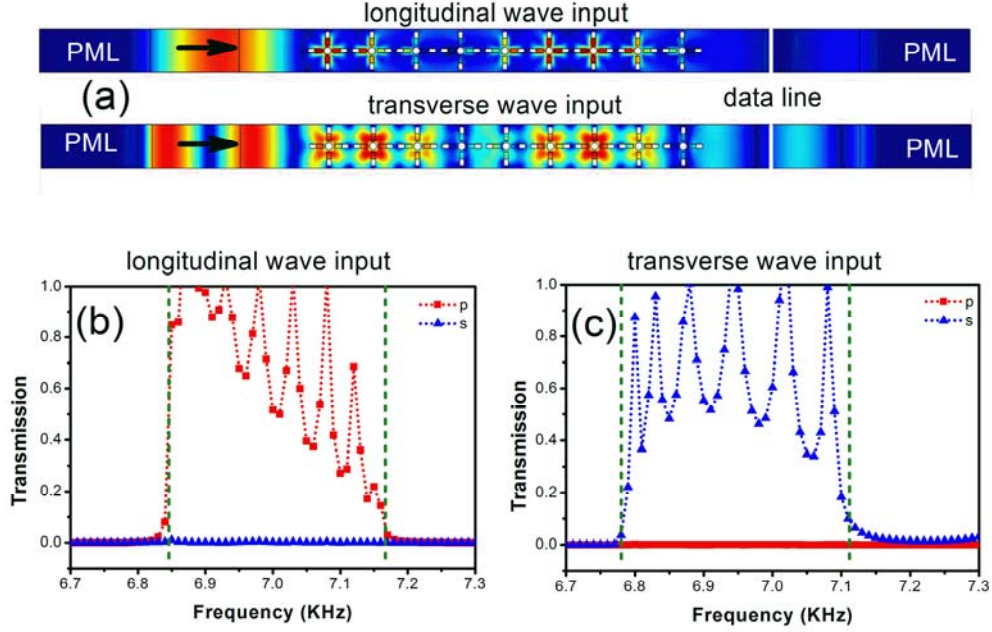 longitudinal wave input
PML PML
(a)
transverse wave input data line
PML PML
longitudinal wave input
(b)
p
s
Transmission
1.0
0.8
0.6
0.4
0.2
0.0
6.7 6.8 6.9 7.0 7.1 7.2 7.3
Frequency (KHz)
transverse wave input
(c)
p
s
Transmission
1.0
0.8
0.6
0.4
0.2
0.0
6.7 6.8 6.9 7.0 7.1 7.2 7.3
Frequency (KHz)